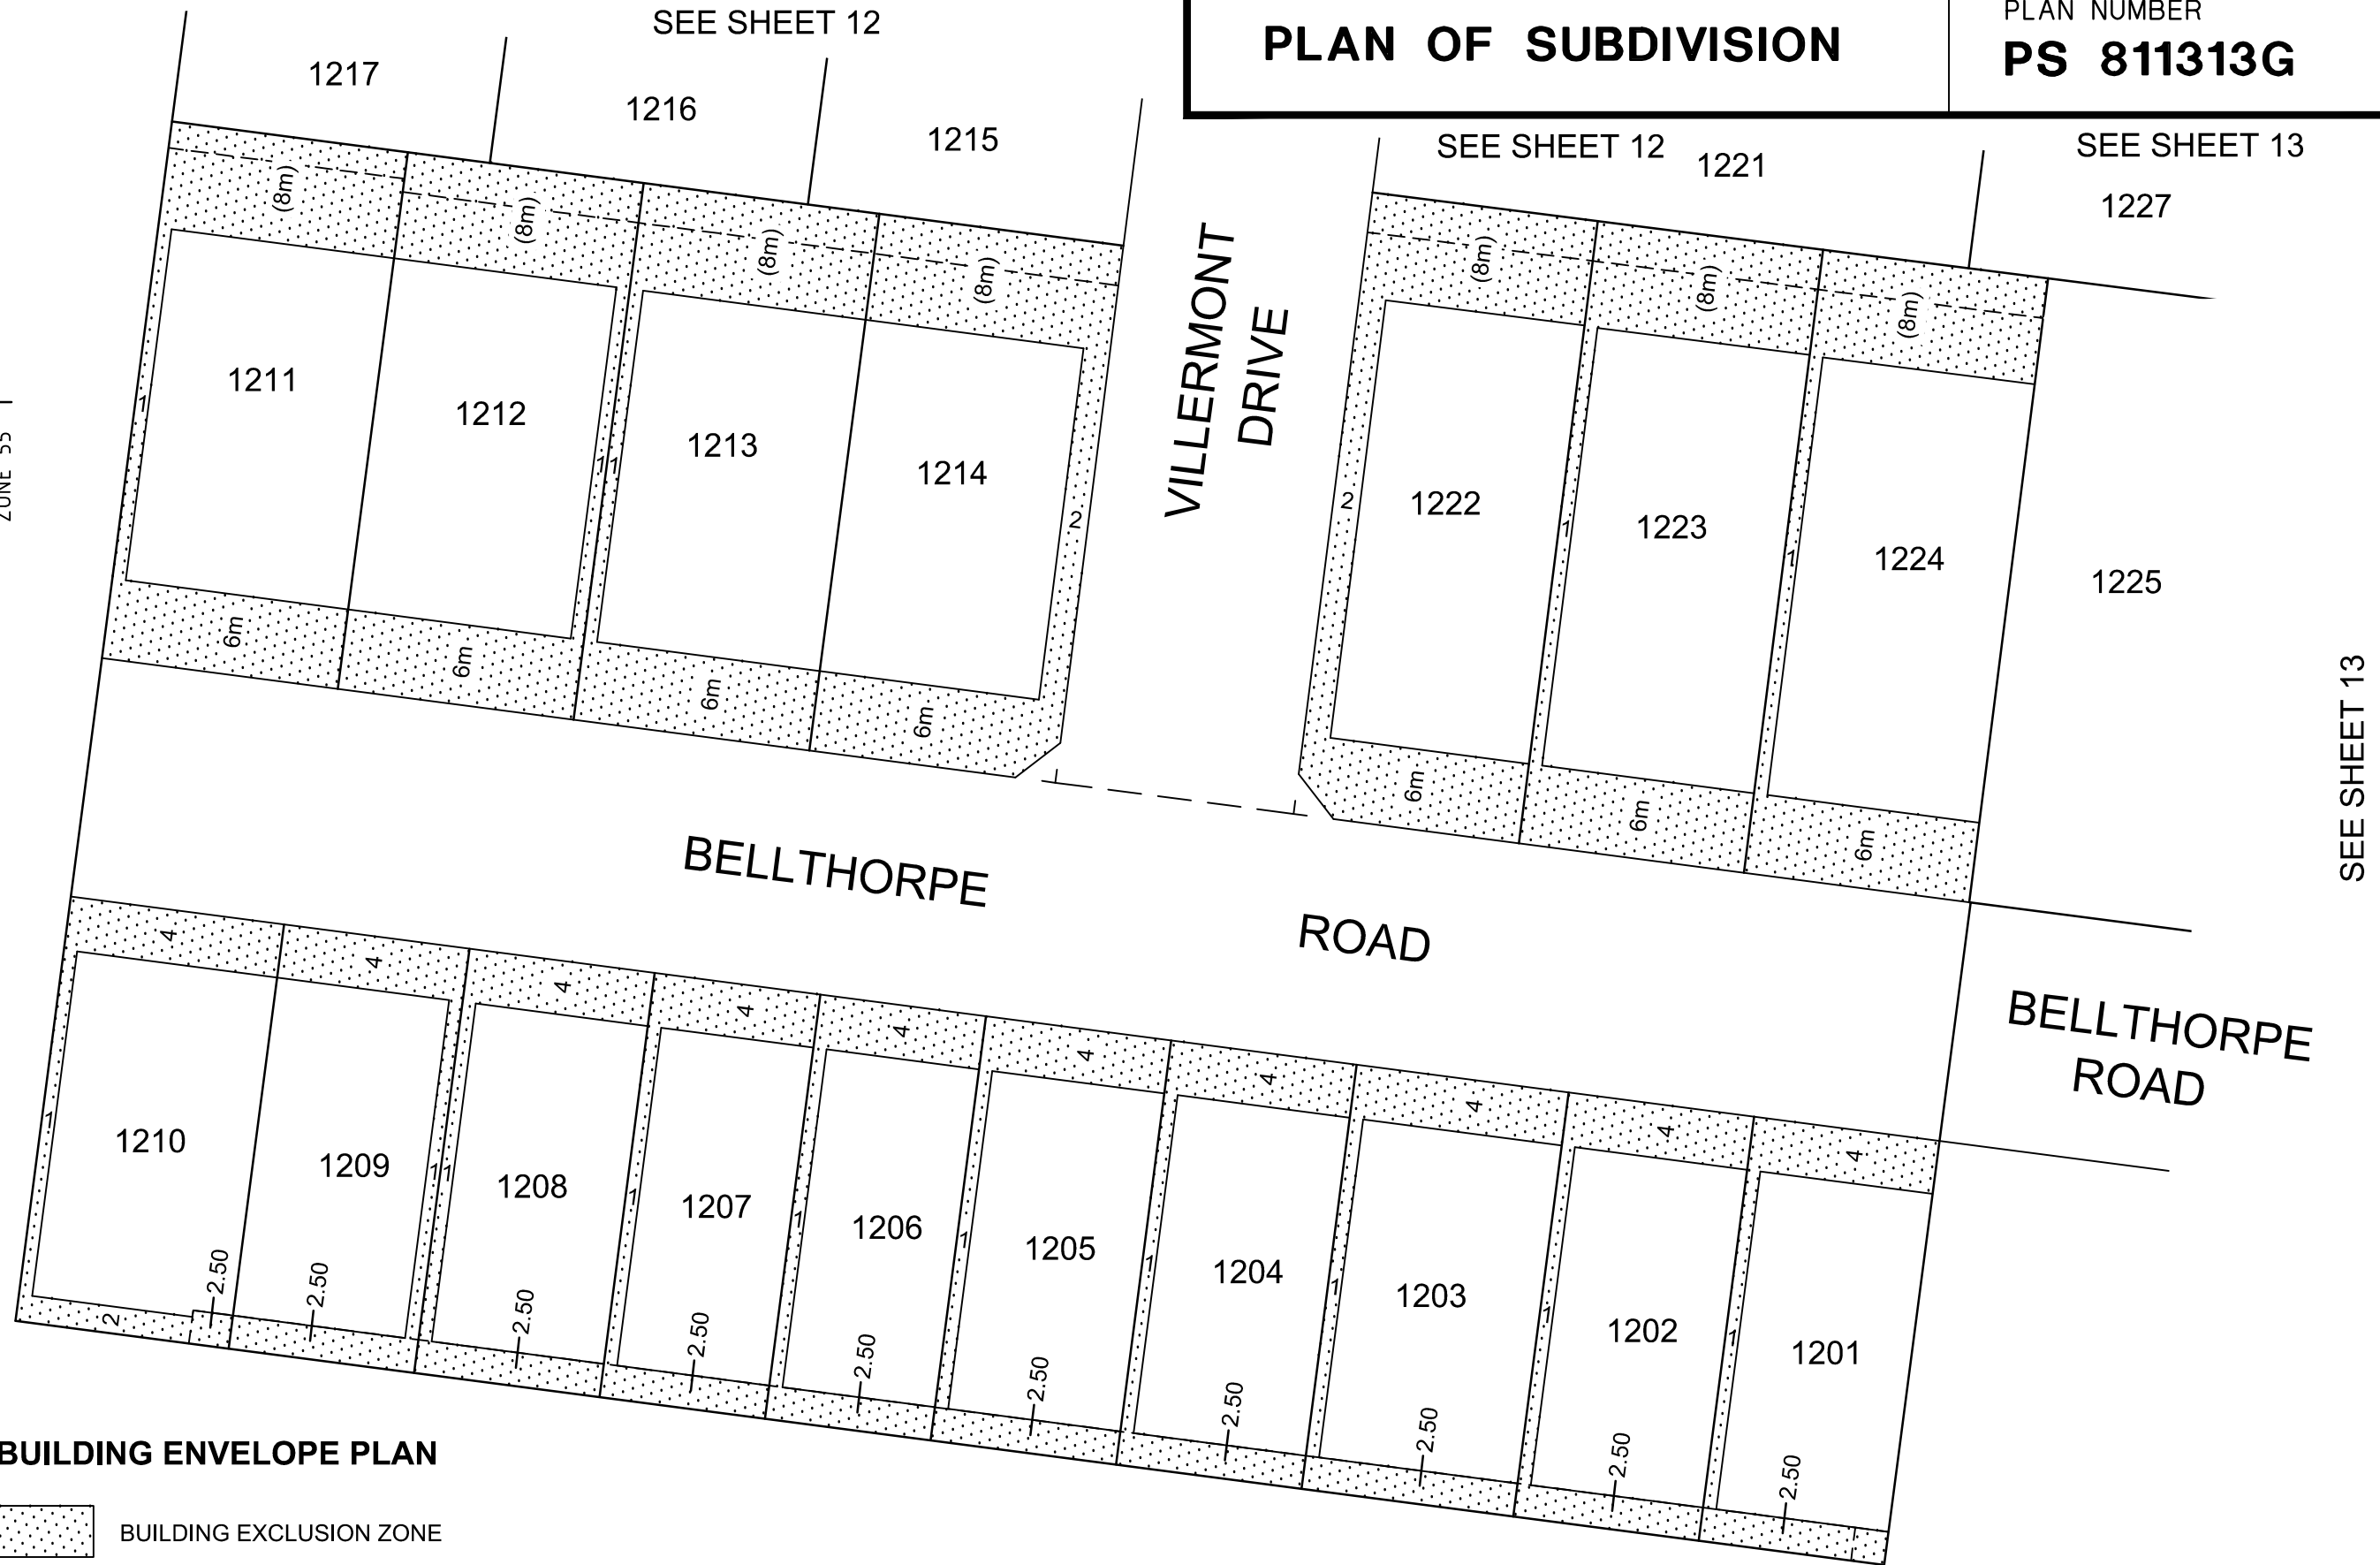 PLAN OF SUBDIVISION
PLAN NUMBER
PS 811313G
SEE SHEET 12
1217
1216
1215
SEE SHEET 12
1221
SEE SHEET 13
1227
(8m)
(8m)
(8m)
(8m)
(8m)
(8m)
(8m)
ZONE 55
1
1211
1212
1 1
1213
1214
2
VILLERMONT
DRIVE
2
1222
1
1223
1
1224
1225
6m
6m
6m
6m
6m
6m
6m
SEE SHEET 13
BELLTHORPE
ROAD
BELLTHORPE
ROAD
4
4
4
4
4
4
4
4
4
4
1
1210
1209
1 1
1208
1
1207
1
1206
1
1205
1
1204
1
1203
1
1202
1
1201
2
2.50
2.50
2.50
2.50
2.50
2.50
2.50
2.50
2.50
2.50
BUILDING ENVELOPE PLAN
BUILDING EXCLUSION ZONE